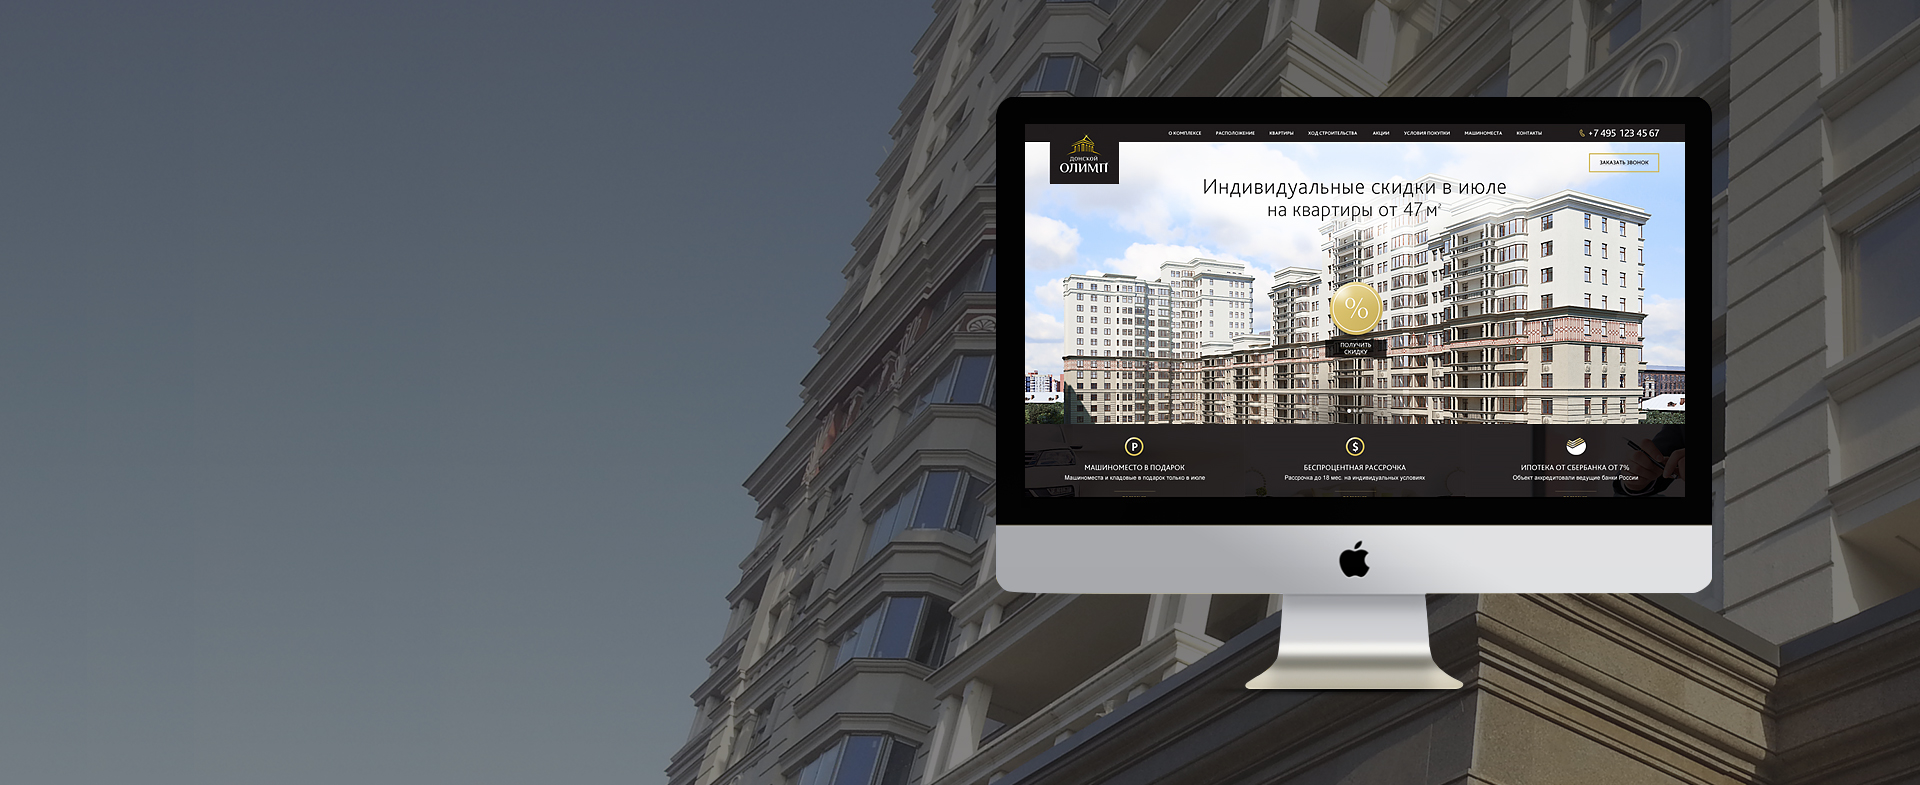 О КОМПЛЕКСЕ РАСПОЛОЖЕНИЕ КВАРТИРЫ ХОД СТРОИТЕЛЬСТВА АКЦИИ УСЛОВИЯ ПОКУПКИ МАШИНОМЕСТА КОНТАКТЫ +7 495 123 45 67
ДОНСКОЙ
ОЛИМП
ЗАКАЗАТЬ ЗВОНОК
Индивидуальные скидки в июле
на квартиры от 47 м²
%
ПОЛУЧИТЬ
СКИДКУ
P $
МАШИНОМЕСТО В ПОДАРОК БЕСПРОЦЕНТНАЯ РАССРОЧКА ИПОТЕКА ОТ СБЕРБАНКА ОТ 7%
Машиноместа и кладовые в подарок только в июле Рассрочка до 18 мес. на индивидуальных условиях Объект аккредитовали ведущие банки России